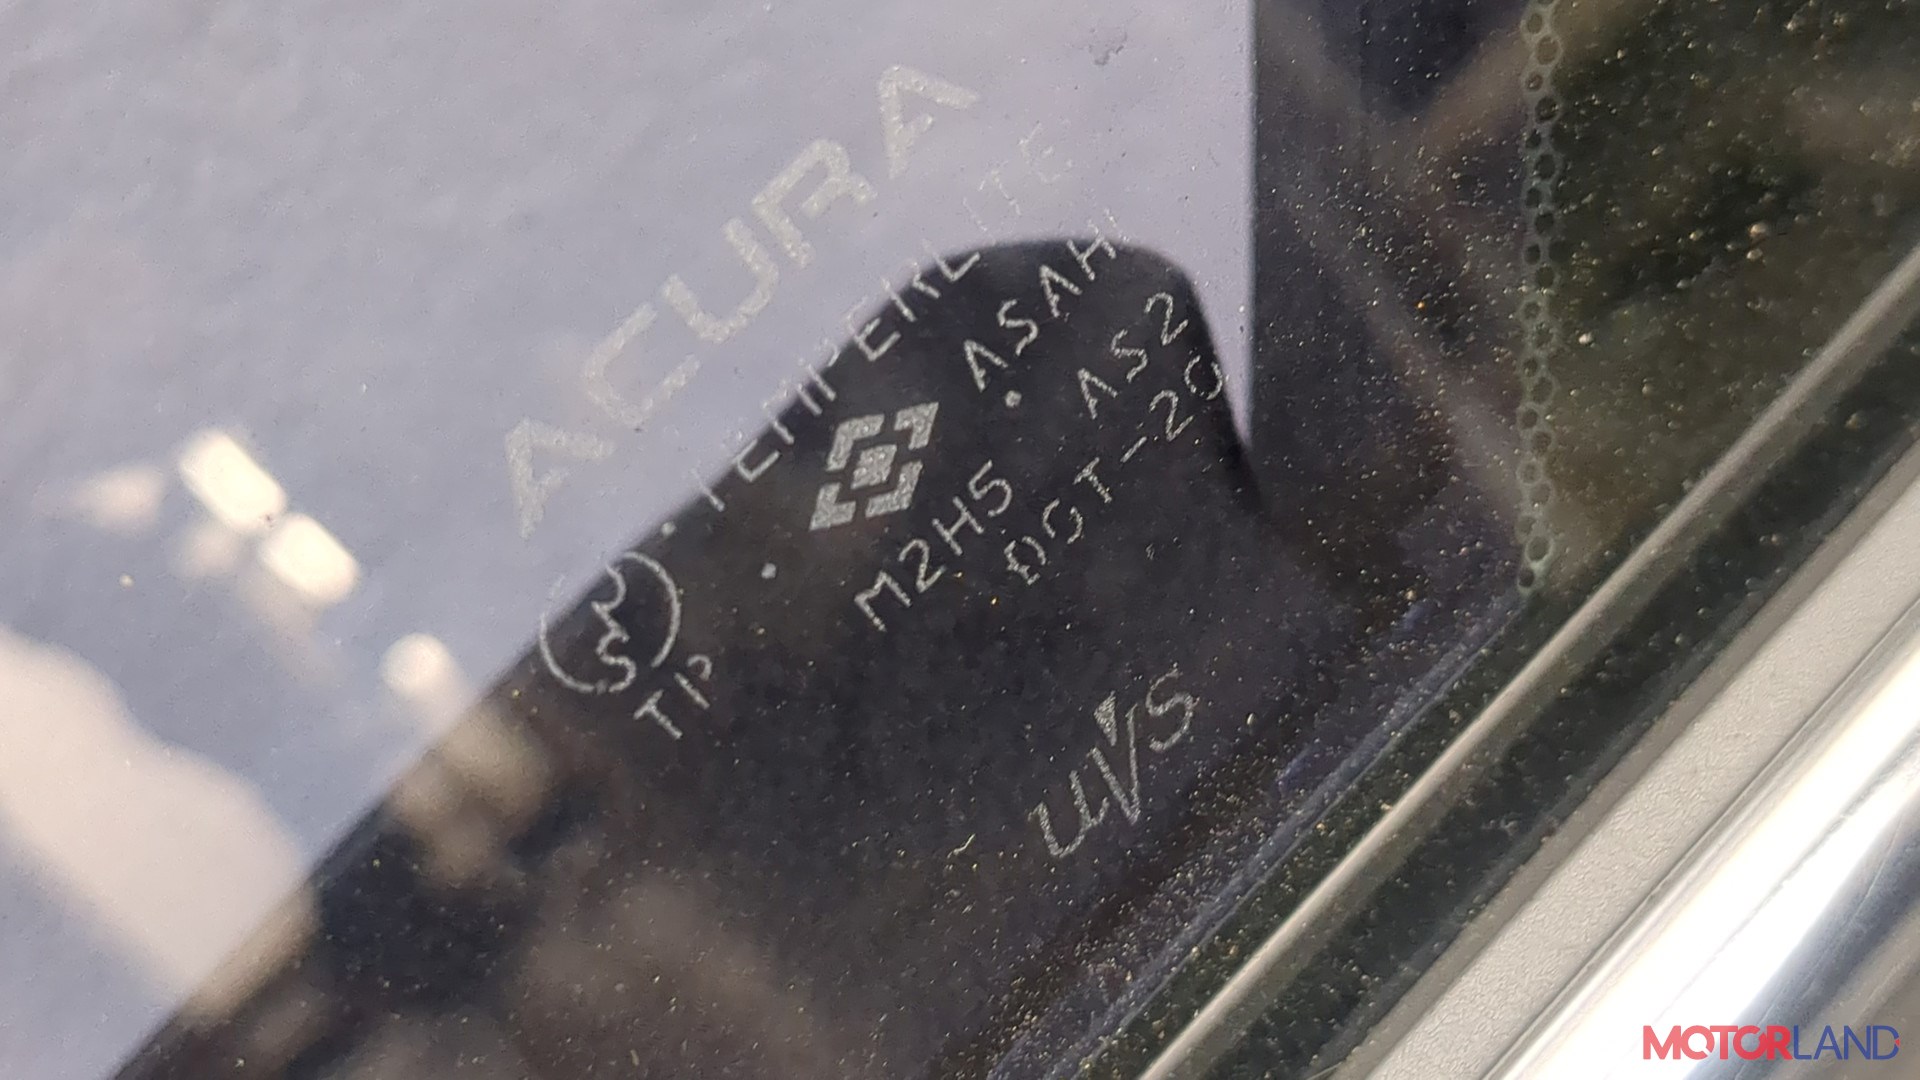 ACURA
TEMPERLITE
ASAHI
M2H5 AS2
DOT-20
TP
UVS
MOTORLAND